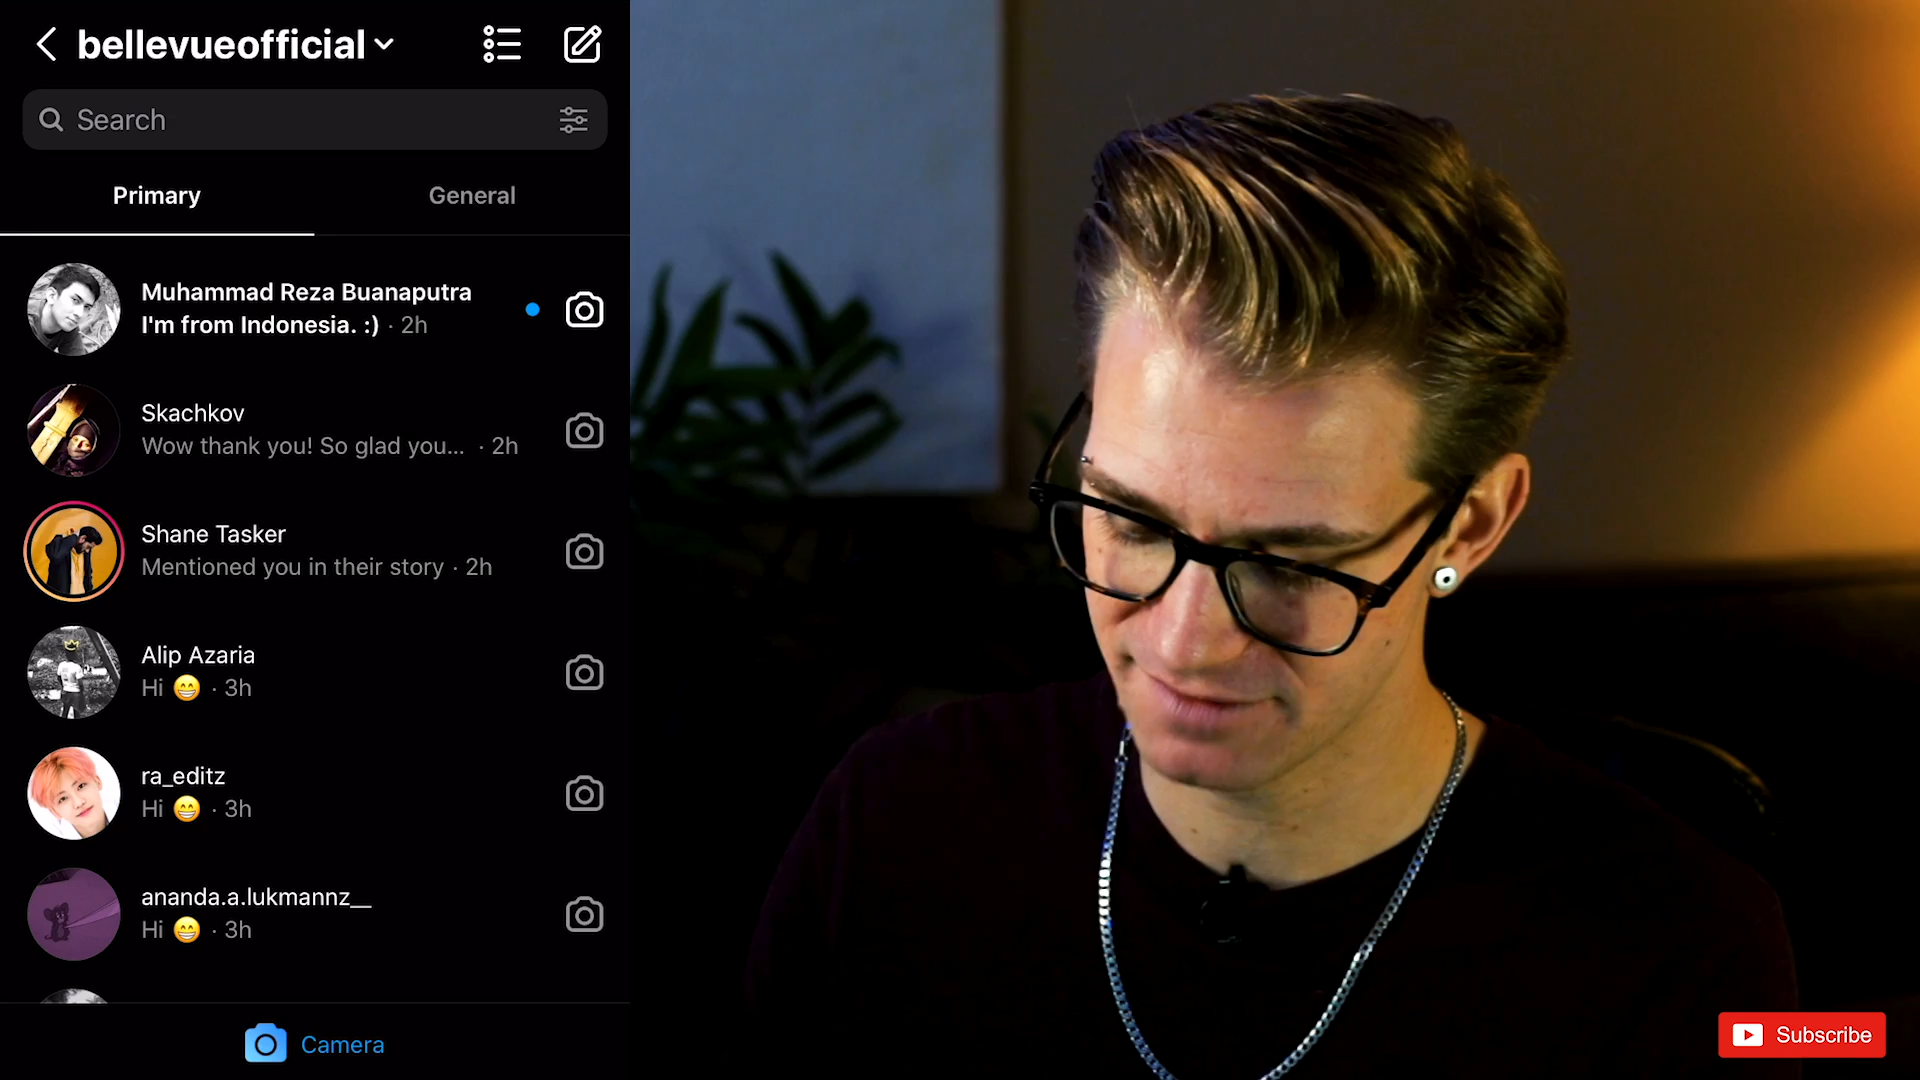 bellevueofficial
Search
Primary
General
Muhammad Reza Buanaputra
I'm from Indonesia. :) · 2h
Skachkov
Wow thank you! So glad you... · 2h
Shane Tasker
Mentioned you in their story · 2h
Alip Azaria
Hi 😁 · 3h
ra_editz
Hi 😁 · 3h
ananda.a.lukmannz__
Hi 😁 · 3h
Camera
Subscribe